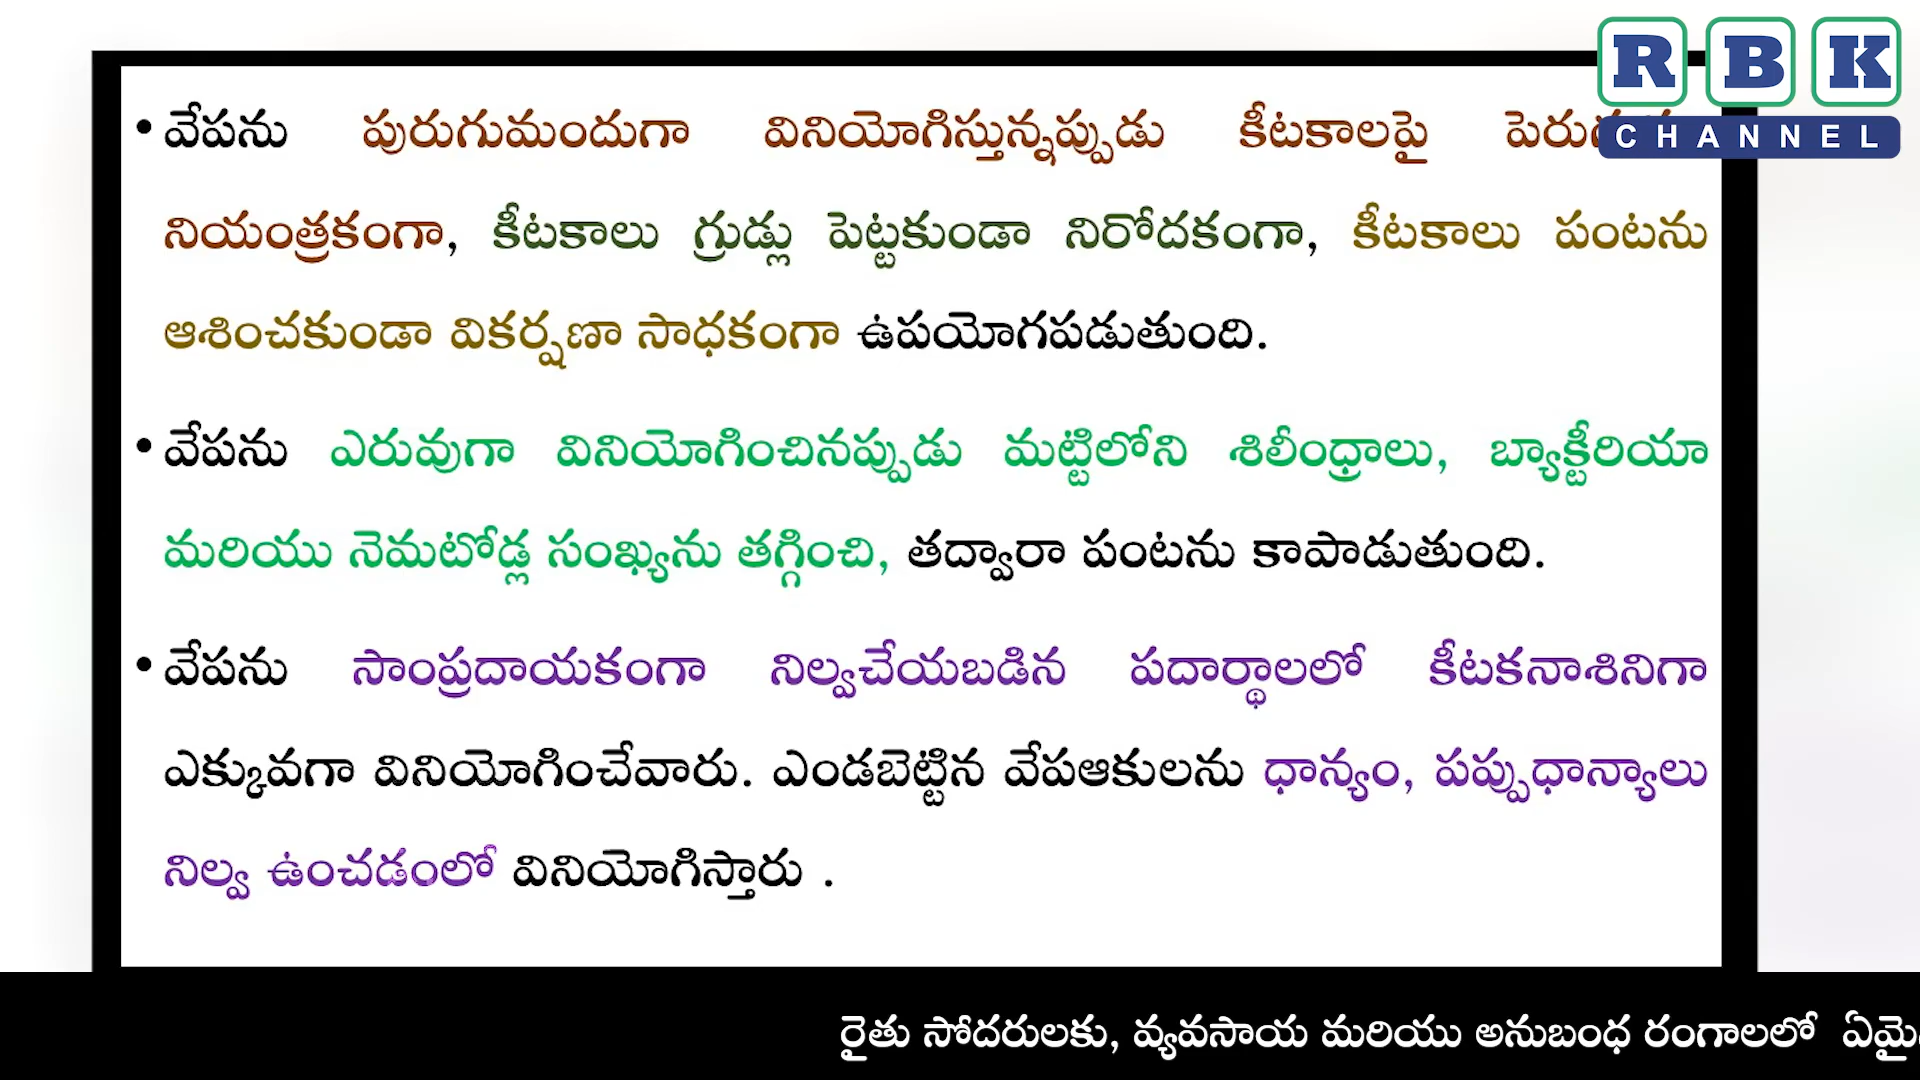 RBK
CHANNEL
• వేపను పురుగుమందుగా వినియోగిస్తున్నప్పుడు కీటకాలపై
నియంత్రకంగా, కీటకాలు గ్రుడ్లు పెట్టకుండా నిరోదకంగా, కీటకాలు పంటను
ఆశించకుండా వికర్షణా సాధకంగా ఉపయోగపడుతుంది.
• వేపను ఎరువుగా వినియోగించినప్పుడు మట్టిలోని శిలీంధ్రాలు, బ్యాక్టీరియా
మరియు నెమటోడ్ల సంఖ్యను తగ్గించి, తద్వారా పంటను కాపాడుతుంది.
• వేపను సాంప్రదాయకంగా నిల్వచేయబడిన పదార్థాలలో కీటకనాశినిగా
ఎక్కువగా వినియోగించేవారు. ఎండబెట్టిన వేపఆకులను ధాన్యం, పప్పుధాన్యాలు
నిల్వ ఉంచడంలో వినియోగిస్తారు .
రైతు సోదరులకు, వ్యవసాయ మరియు అనుబంధ రంగాలలో